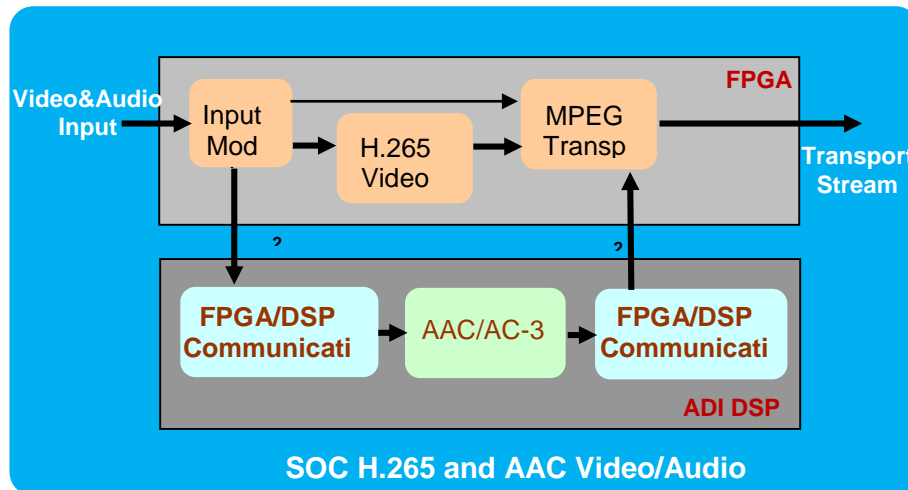 FPGA
Video&Audio
Input
Input
Mod
H.265
Video
MPEG
Transp
Transport
Stream
?
?
FPGA/DSP
Communicati
AAC/AC-3
FPGA/DSP
Communicati
ADI DSP
SOC H.265 and AAC Video/Audio